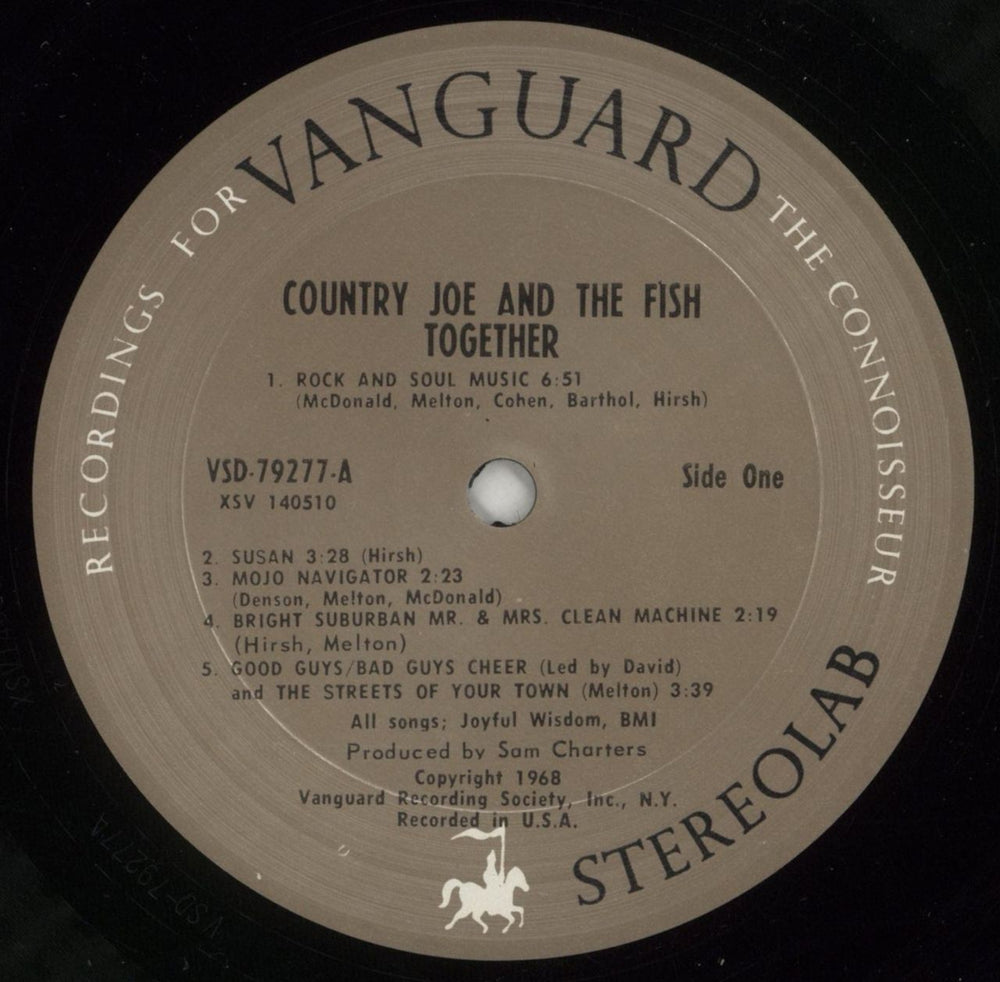 RECORDINGS FOR VANGUARD THE CONNOISSEUR
COUNTRY JOE AND THE FISH
TOGETHER
1. ROCK AND SOUL MUSIC 6:51
(McDonald, Melton, Cohen, Barthol, Hirsh)
VSD-79277-A
XSV 140510
Side One
2. SUSAN 3:28 (Hirsh)
3. MOJO NAVIGATOR 2:23
(Denson, Melton, McDonald)
4. BRIGHT SUBURBAN MR. & MRS. CLEAN MACHINE 2:19
(Hirsh, Melton)
5. GOOD GUYS/BAD GUYS CHEER (Led by David)
and THE STREETS OF YOUR TOWN (Melton) 3:39
All songs; Joyful Wisdom, BMI
Produced by Sam Charters
Copyright 1968
Vanguard Recording Society, Inc., N.Y.
Recorded in U.S.A.
STEREOLAB
VSD-79277A